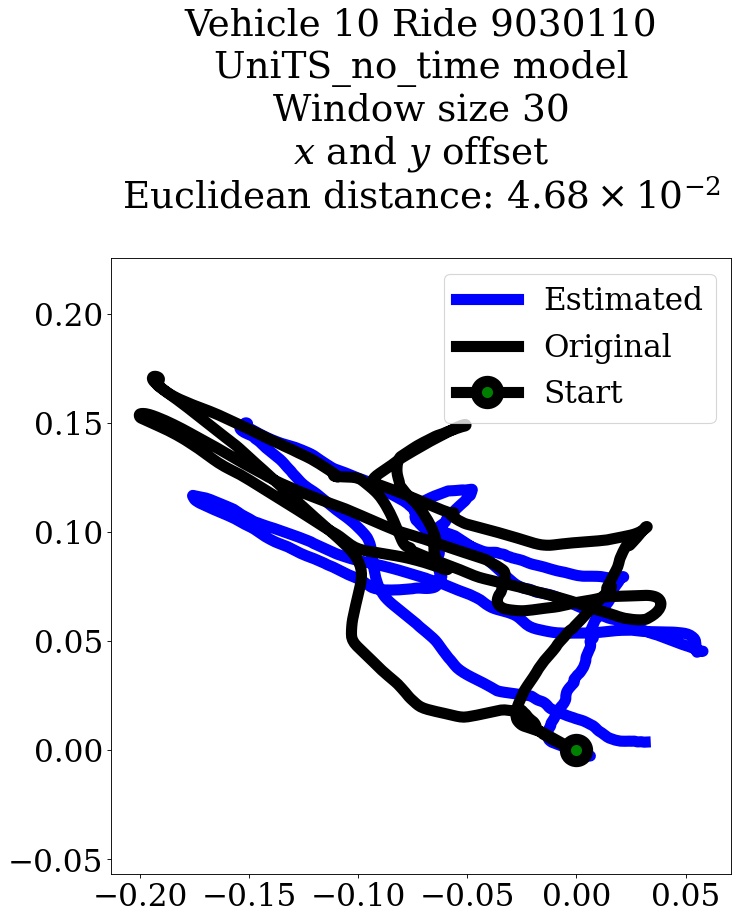 Vehicle 10 Ride 9030110
UniTS_no_time model
Window size 30
x and y offset
Euclidean distance: 4.68 × 10⁻²
Estimated
Original
Start
0.20
0.15
0.10
0.05
0.00
−0.05
−0.20 −0.15 −0.10 −0.05 0.00 0.05